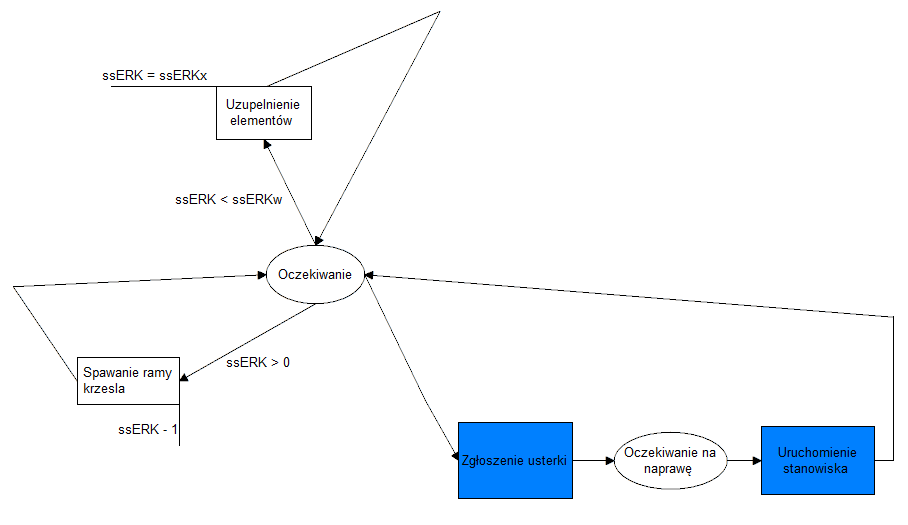 ssERK = ssERKx
Uzupelnienie
elementów
ssERK < ssERKw
Oczekiwanie
ssERK > 0
Spawanie ramy
krzesla
ssERK - 1
Zgłoszenie usterki
Oczekiwanie na
naprawę
Uruchomienie
stanowiska